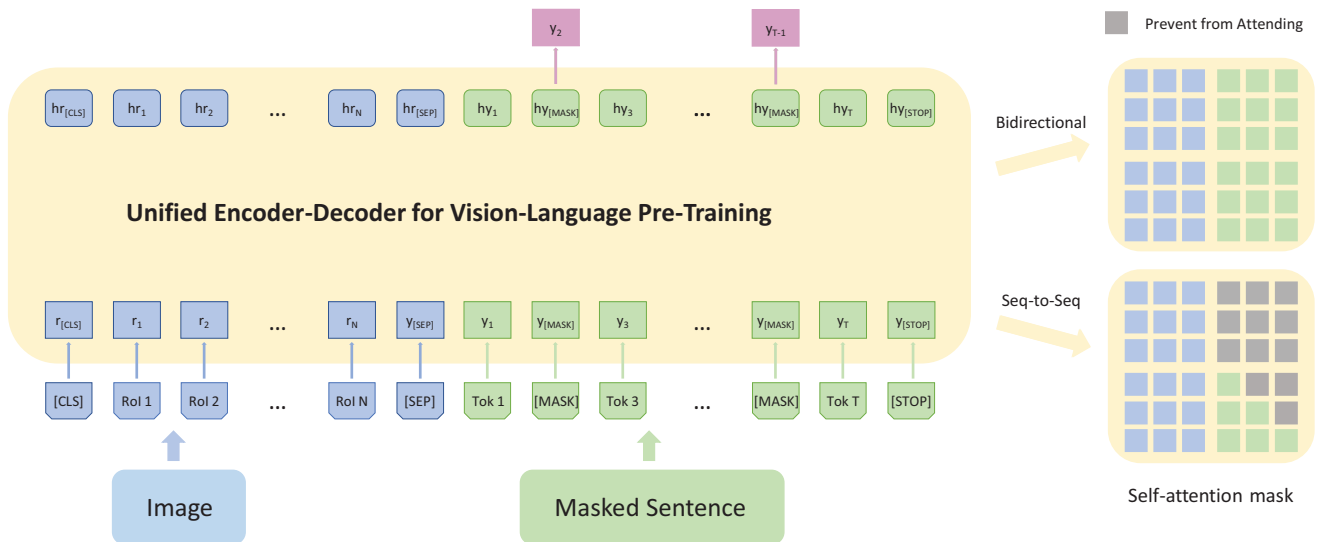 y2 yT-1 Prevent from Attending
hr[CLS] hr1 hr2 ... hrN hr[SEP] hy1 hy[MASK] hy3 ... hy[MASK] hyT hy[STOP]
Bidirectional
Unified Encoder-Decoder for Vision-Language Pre-Training
Seq-to-Seq
r[CLS] r1 r2 ... rN y[SEP] y1 y[MASK] y3 ... y[MASK] yT y[STOP]
[CLS] RoI 1 RoI 2 ... RoI N [SEP] Tok 1 [MASK] Tok 3 ... [MASK] Tok T [STOP]
Image Masked Sentence
Self-attention mask